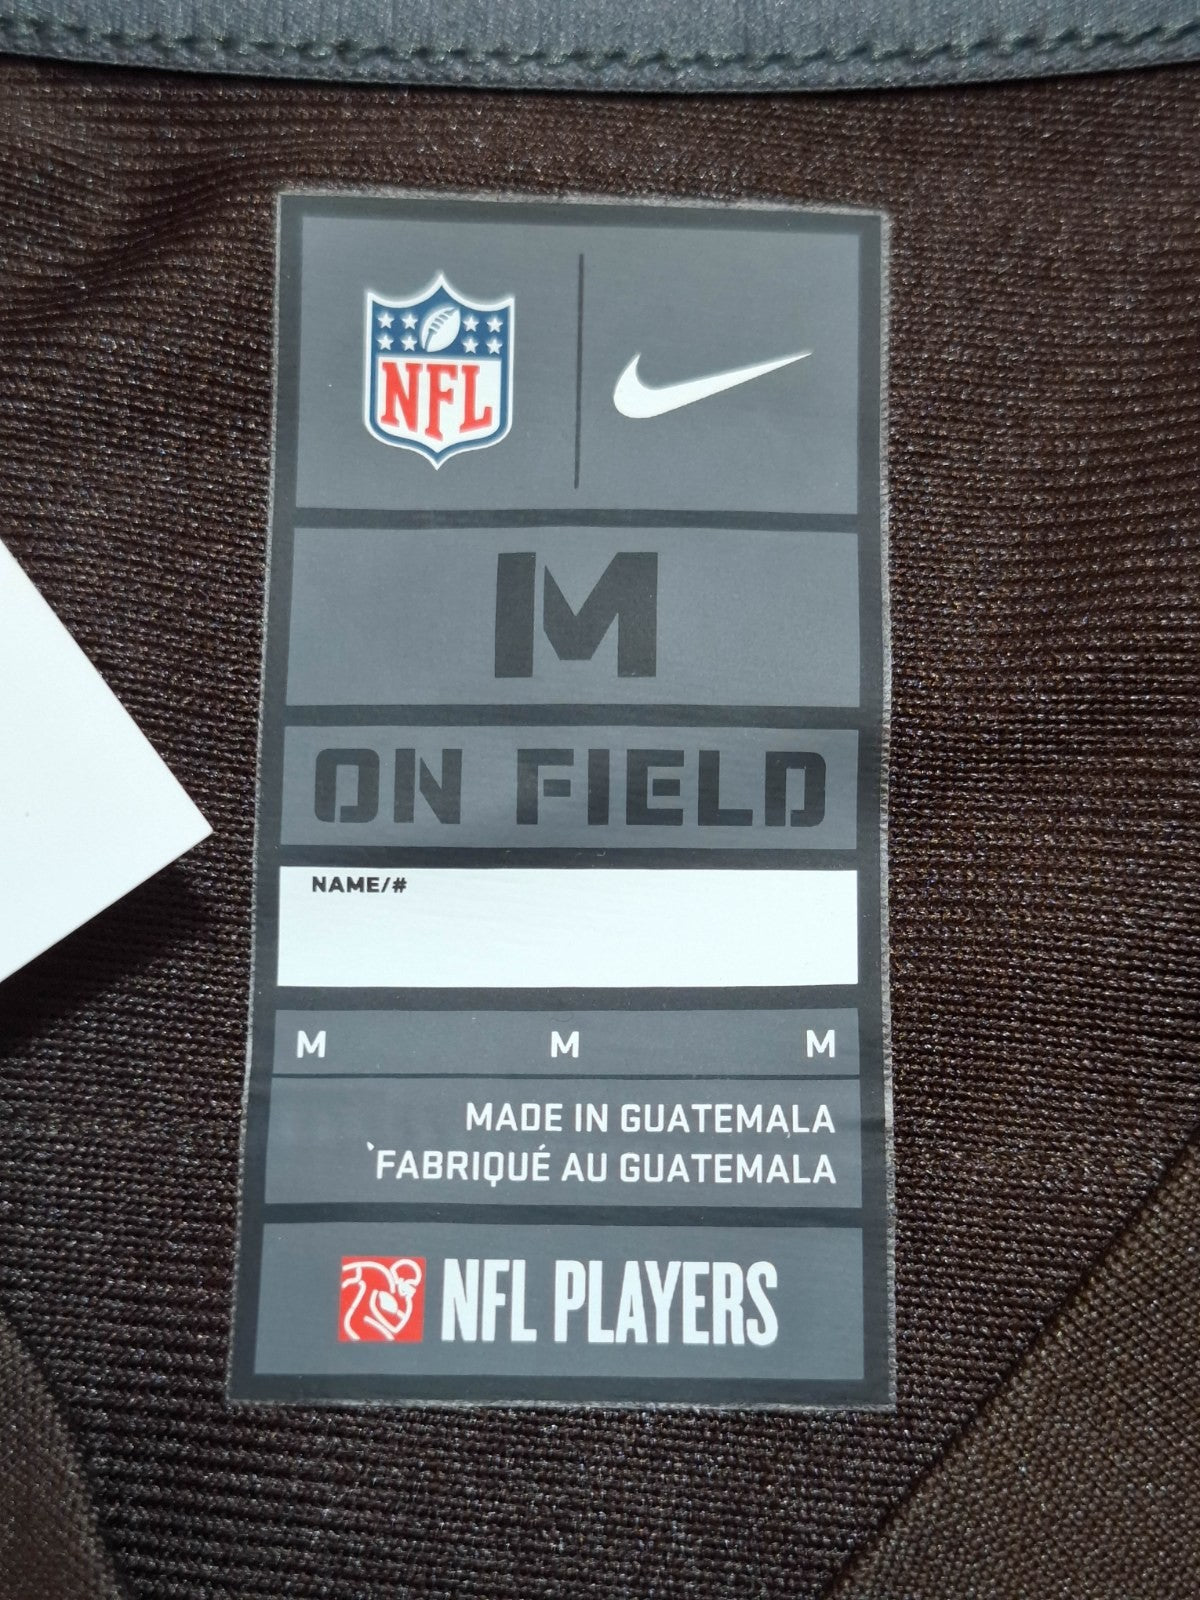 NFL
M
ON FIELD
NAME/#
M M M
MADE IN GUATEMALA
FABRIQUÉ AU GUATEMALA
NFL PLAYERS